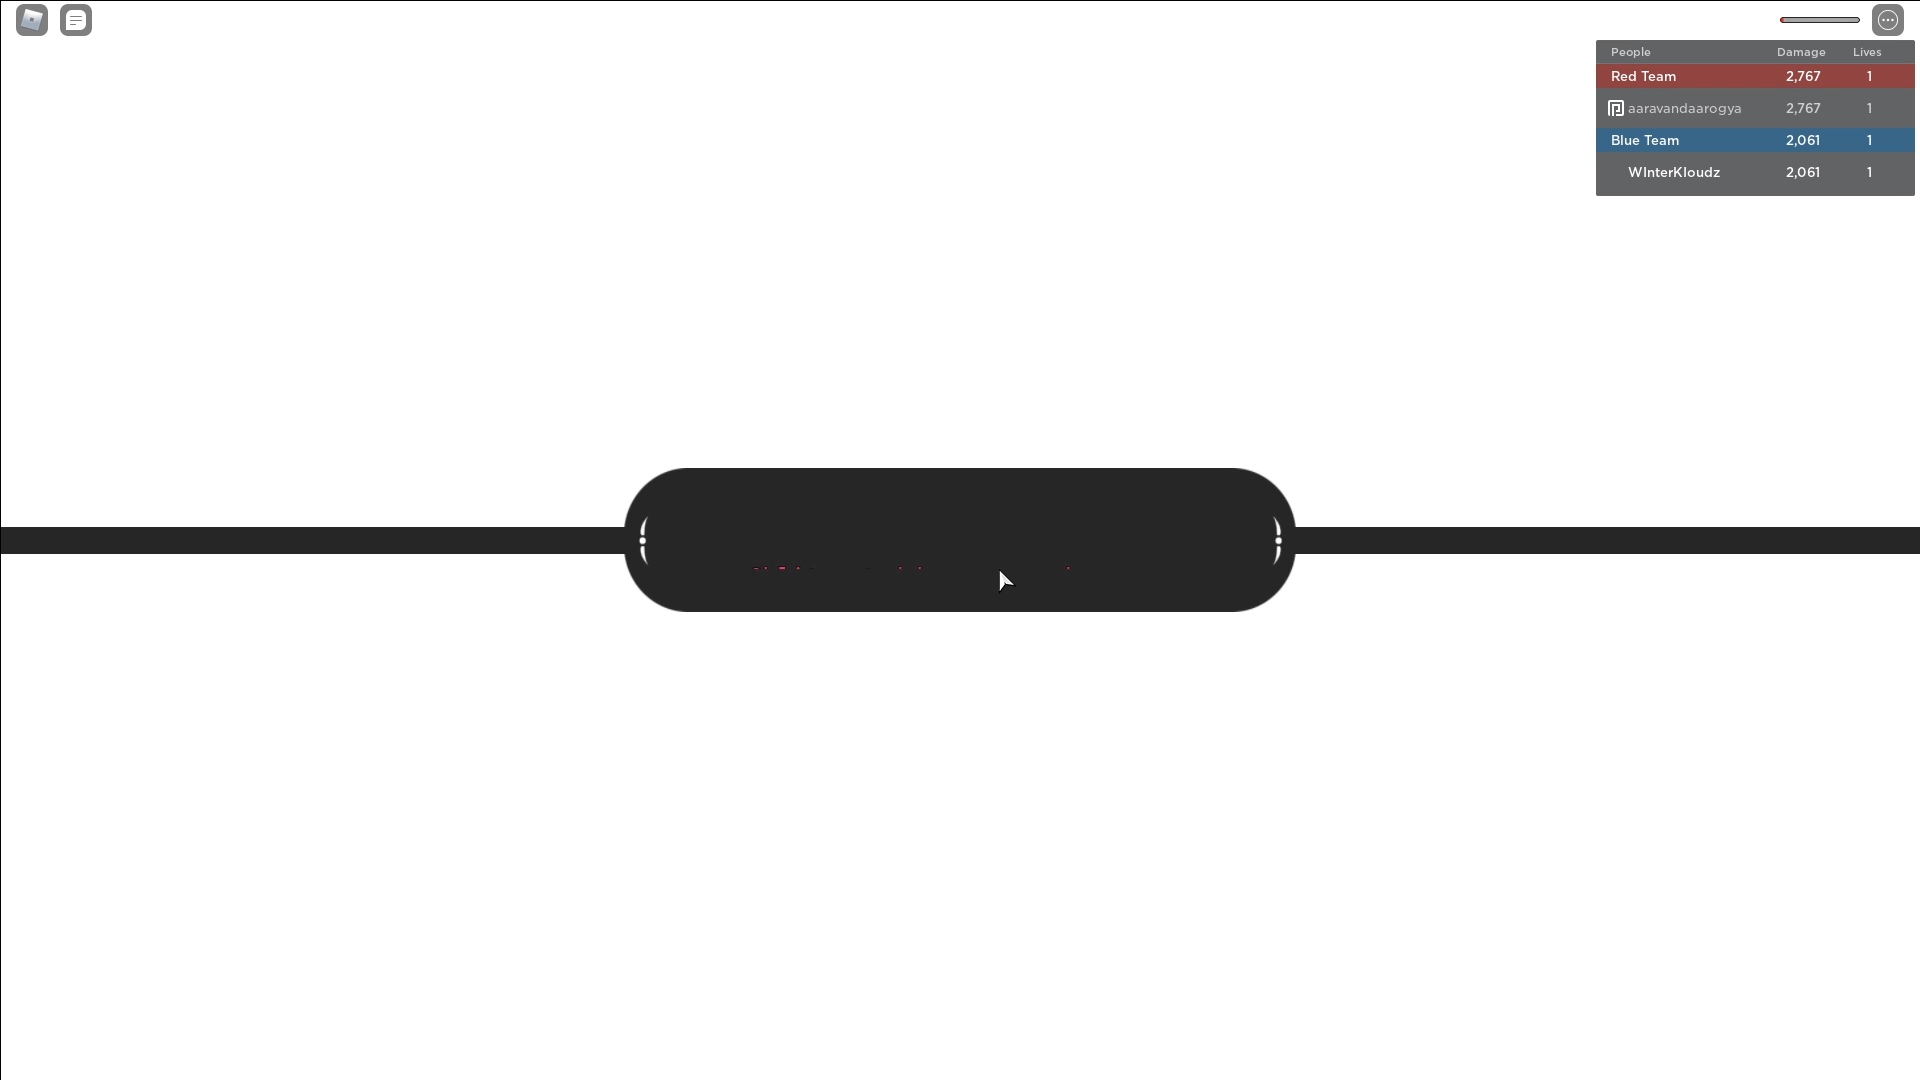 People Damage Lives
Red Team 2,767 1
aaravandaarogya 2,767 1
Blue Team 2,061 1
WInterKloudz 2,061 1